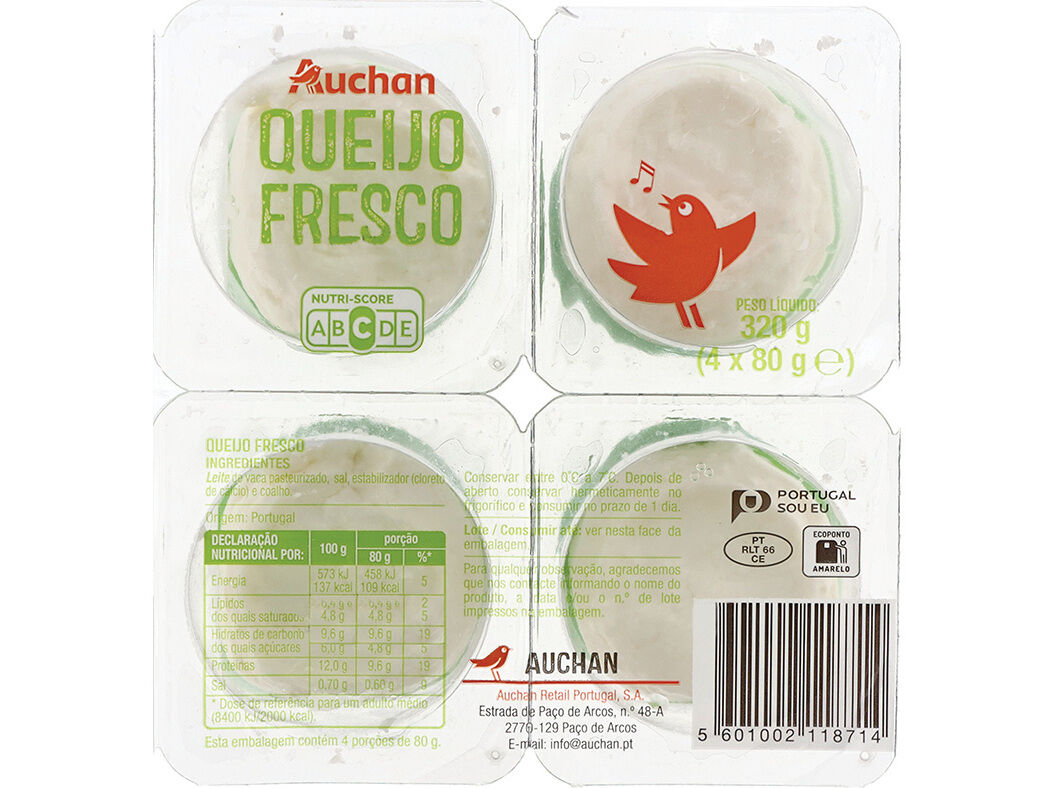 Auchan
QUEIJO
FRESCO
NUTRI-SCORE
A B C D E
PESO LÍQUIDO:
320 g
(4 x 80 g ℮)
QUEIJO FRESCO
INGREDIENTES
Leite de vaca pasteurizado, sal, estabilizador (cloreto
de cálcio) e coalho.
Origem: Portugal
DECLARAÇÃO
NUTRICIONAL POR: 100 g porção
80 g %*
Energia 573 kJ 458 kJ 5
137 kcal 109 kcal
Lípidos 2
dos quais saturados 4,8 g 4,8 g 5
Hidratos de carbono 9,6 g 9,6 g 19
dos quais açúcares 4,8 g 5
Proteínas 12,0 g 9,6 g 19
Sal 0,70 g 0,60 g 9
* Dose de referência para um adulto médio
(8400 kJ/2000 kcal).
Esta embalagem contém 4 porções de 80 g.
Conservar entre 0°C a 7°C. Depois de
aberto conservar hermeticamente no
frigorífico e consumir no prazo de 1 dia.
Lote / Consumir até: ver nesta face da
embalagem.
Para qualquer observação, agradecemos
que nos contacte informando o nome do
produto, a data e/ou o n.º de lote
impressos na embalagem.
AUCHAN
Auchan Retail Portugal, S.A.
Estrada de Paço de Arcos, n.º 48-A
2770-129 Paço de Arcos
E-mail: info@auchan.pt
PORTUGAL
SOU EU
PT
RLT 66
CE
ECOPONTO
AMARELO
5 601002 118714